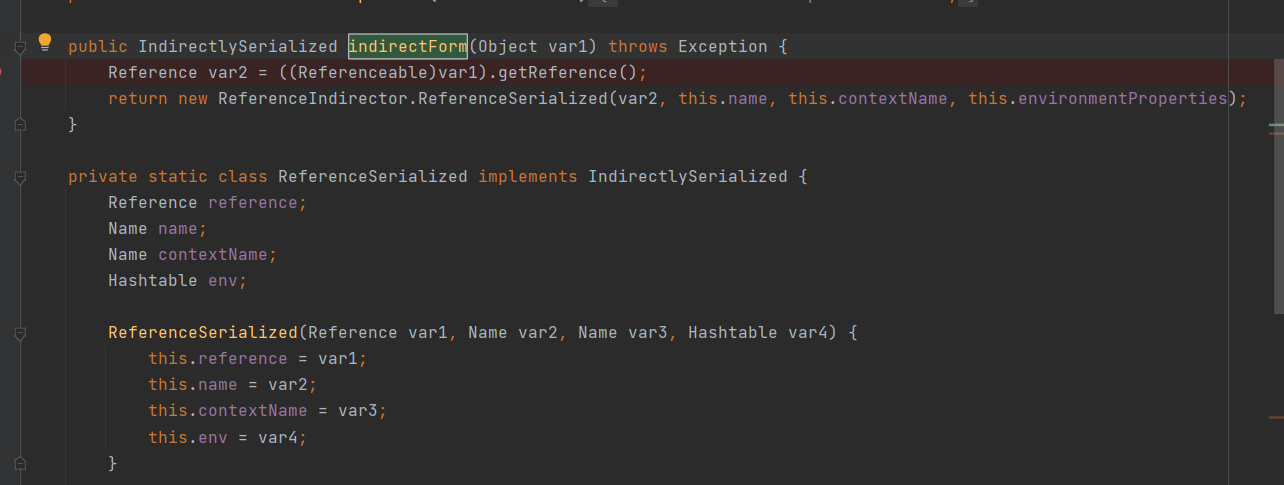 public IndirectlySerialized indirectForm(Object var1) throws Exception {
Reference var2 = ((Referenceable)var1).getReference();
return new ReferenceIndirector.ReferenceSerialized(var2, this.name, this.contextName, this.environmentProperties);
}
private static class ReferenceSerialized implements IndirectlySerialized {
Reference reference;
Name name;
Name contextName;
Hashtable env;
ReferenceSerialized(Reference var1, Name var2, Name var3, Hashtable var4) {
this.reference = var1;
this.name = var2;
this.contextName = var3;
this.env = var4;
}